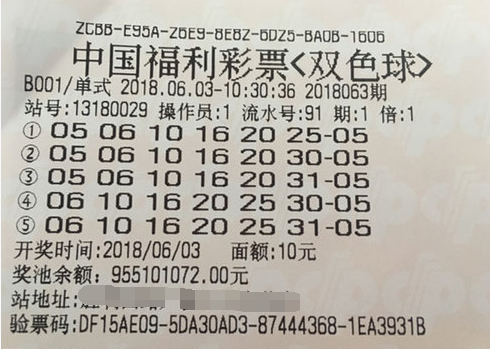 ZCBB-E95A-26E9-8E82-6D25-BA0B-1606
中国福利彩票<双色球>
B001/单式 2018.06.03-10:30:36 2018063期
站号:13180029 操作员:1 流水号:91 期:1 倍:1
① 05 06 10 16 20 25-05
② 05 06 10 16 20 30-05
③ 05 06 10 16 20 31-05
④ 06 10 16 20 25 30-05
⑤ 06 10 16 20 25 31-05
开奖时间:2018/06/03 面额:10元
奖池余额: 955101072.00元
站地址:
验票码:DF15AE09-5DA30AD3-87444368-1EA3931B